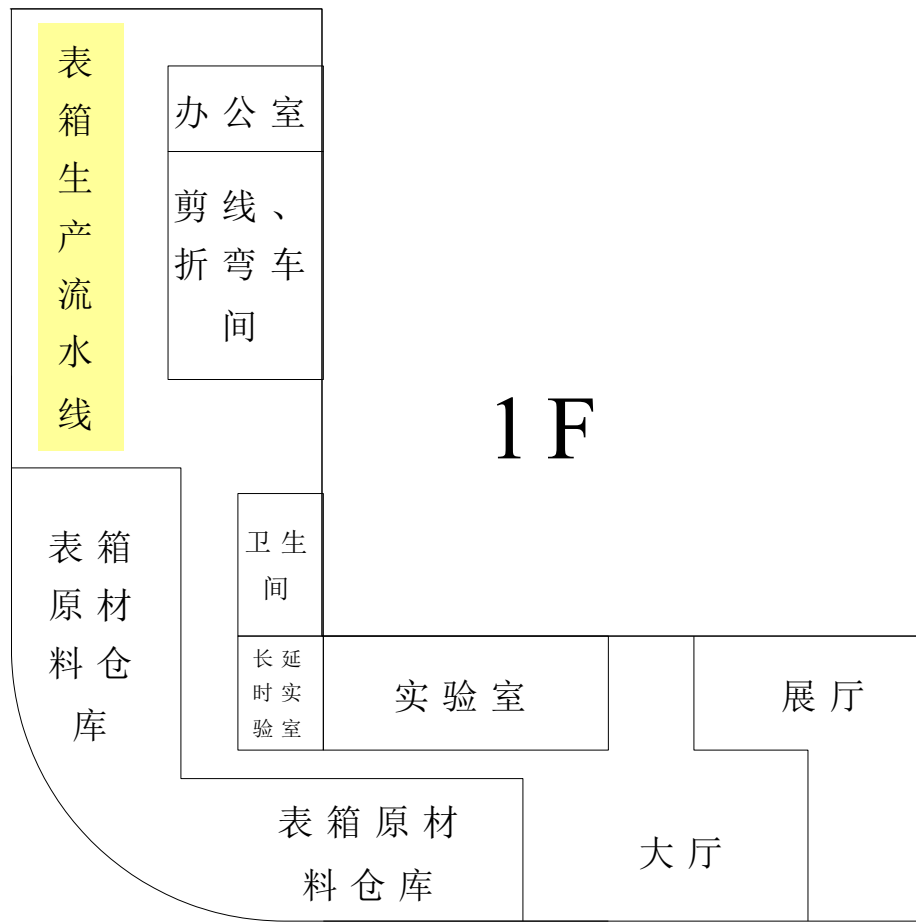 表箱生产流水线
办公室
剪线、
折弯车
间
1F
表箱
原材
料仓
库
卫生
间
长延
时实
验室
实验室
展厅
表箱原材
料仓库
大厅